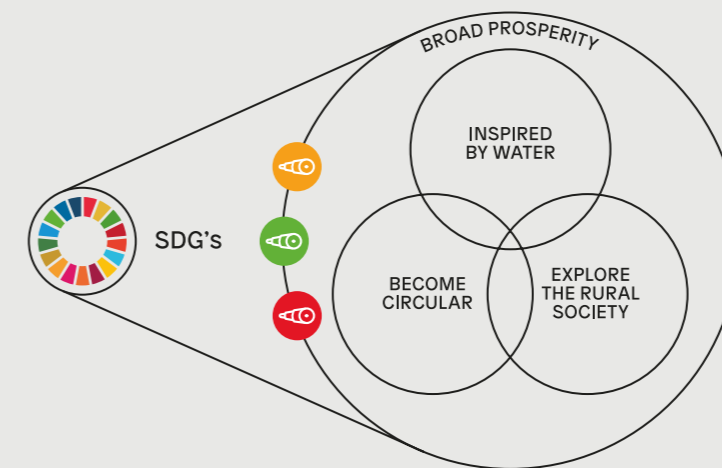 BROAD PROSPERITY
INSPIRED
BY WATER
SDG's
BECOME
CIRCULAR
EXPLORE
THE RURAL
SOCIETY